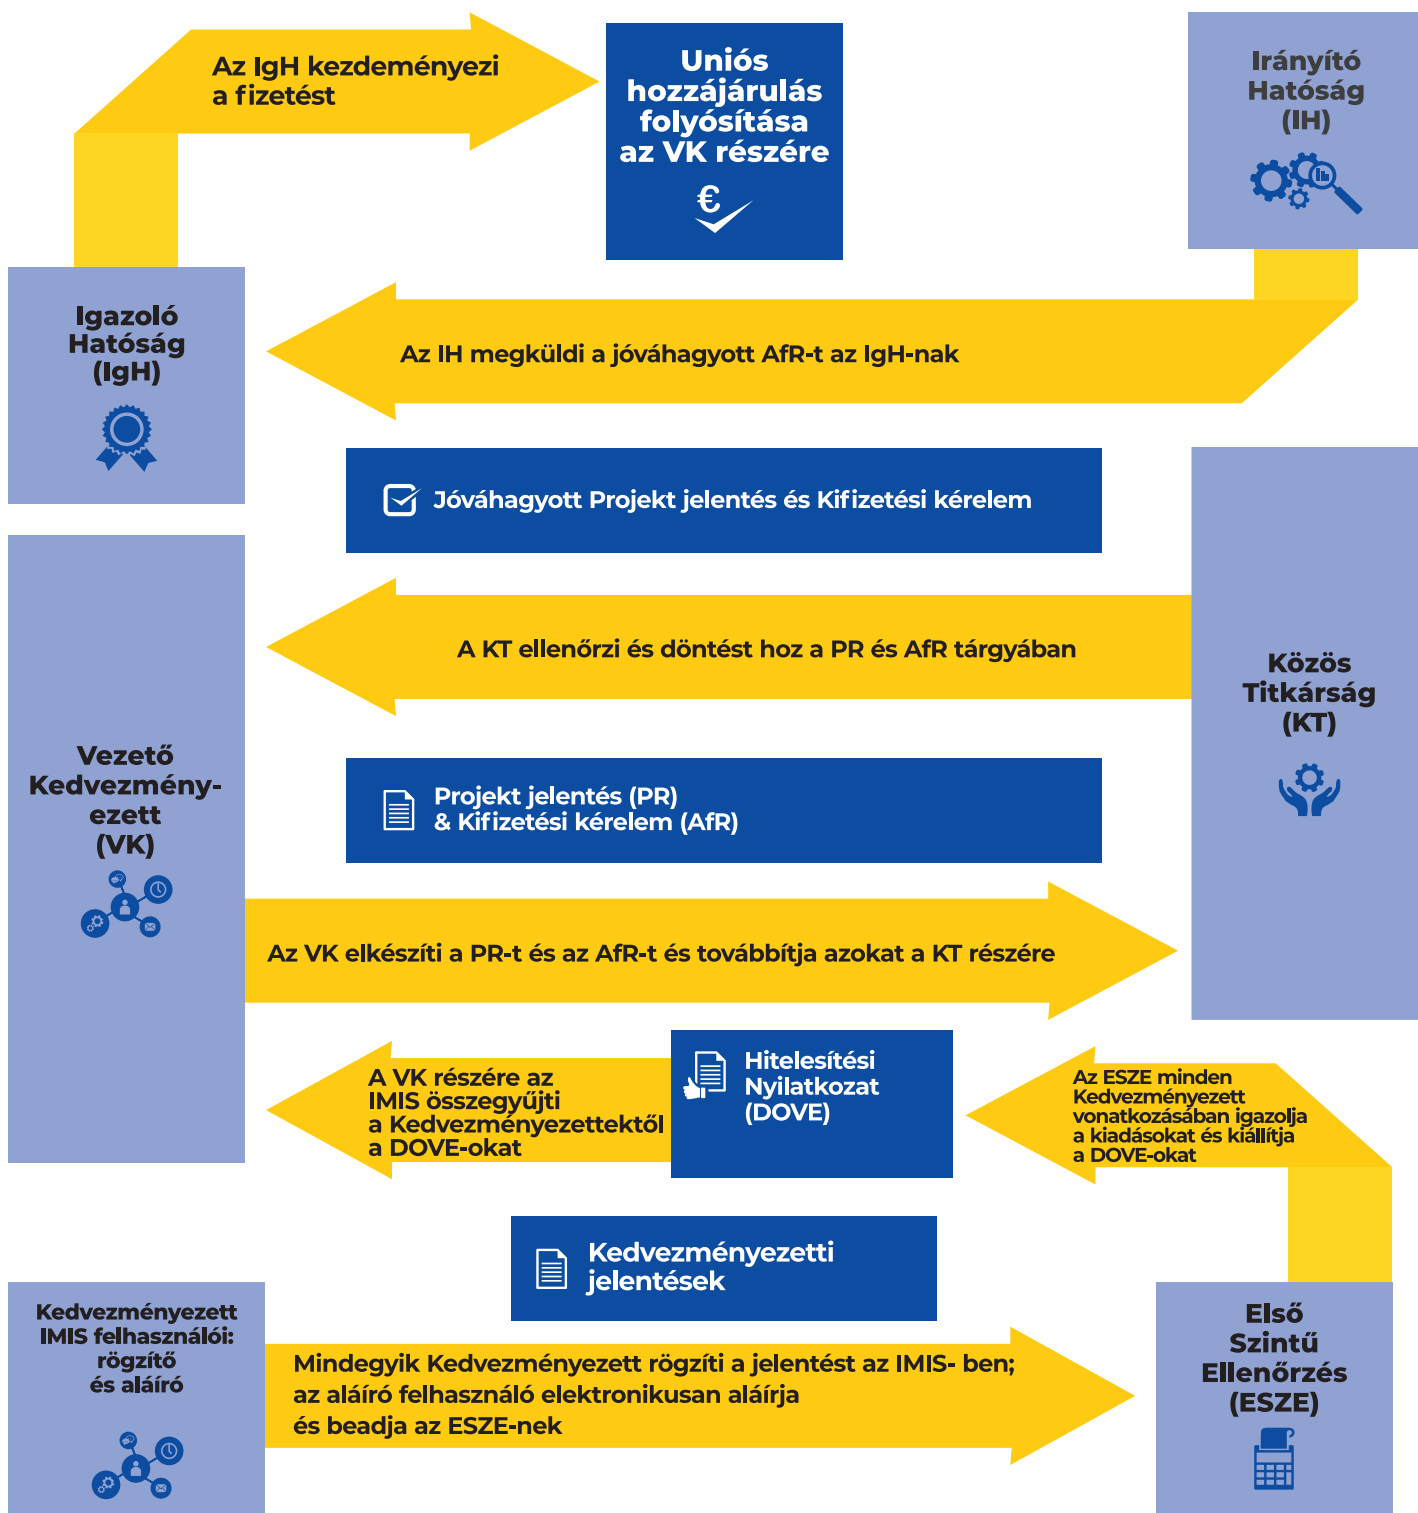 Az IgH kezdeményezi
a fizetést
Uniós
hozzájárulás
folyósítása
az VK részére
€
Irányító
Hatóság
(IH)
Igazoló
Hatóság
(IgH)
Az IH megküldi a jóváhagyott AfR-t az IgH-nak
Jóváhagyott Projekt jelentés és Kifizetési kérelem
A KT ellenőrzi és döntést hoz a PR és AfR tárgyában
Közös
Titkárság
(KT)
Vezető
Kedvezmény-
ezett
(VK)
Projekt jelentés (PR)
& Kifizetési kérelem (AfR)
Az VK elkészíti a PR-t és az AfR-t és továbbítja azokat a KT részére
A VK részére az
IMIS összegyűjti
a Kedvezményezettektől
a DOVE-okat
Hitelesítési
Nyilatkozat
(DOVE)
Az ESZE minden
Kedvezményezett
vonatkozásában igazolja
a kiadásokat és kiállítja
a DOVE-okat
Kedvezményezetti
jelentések
Kedvezményezett
IMIS felhasználói:
rögzítő
és aláíró
Mindegyik Kedvezményezett rögzíti a jelentést az IMIS- ben;
az aláíró felhasználó elektronikusan aláírja
és beadja az ESZE-nek
Első
Szintű
Ellenőrzés
(ESZE)